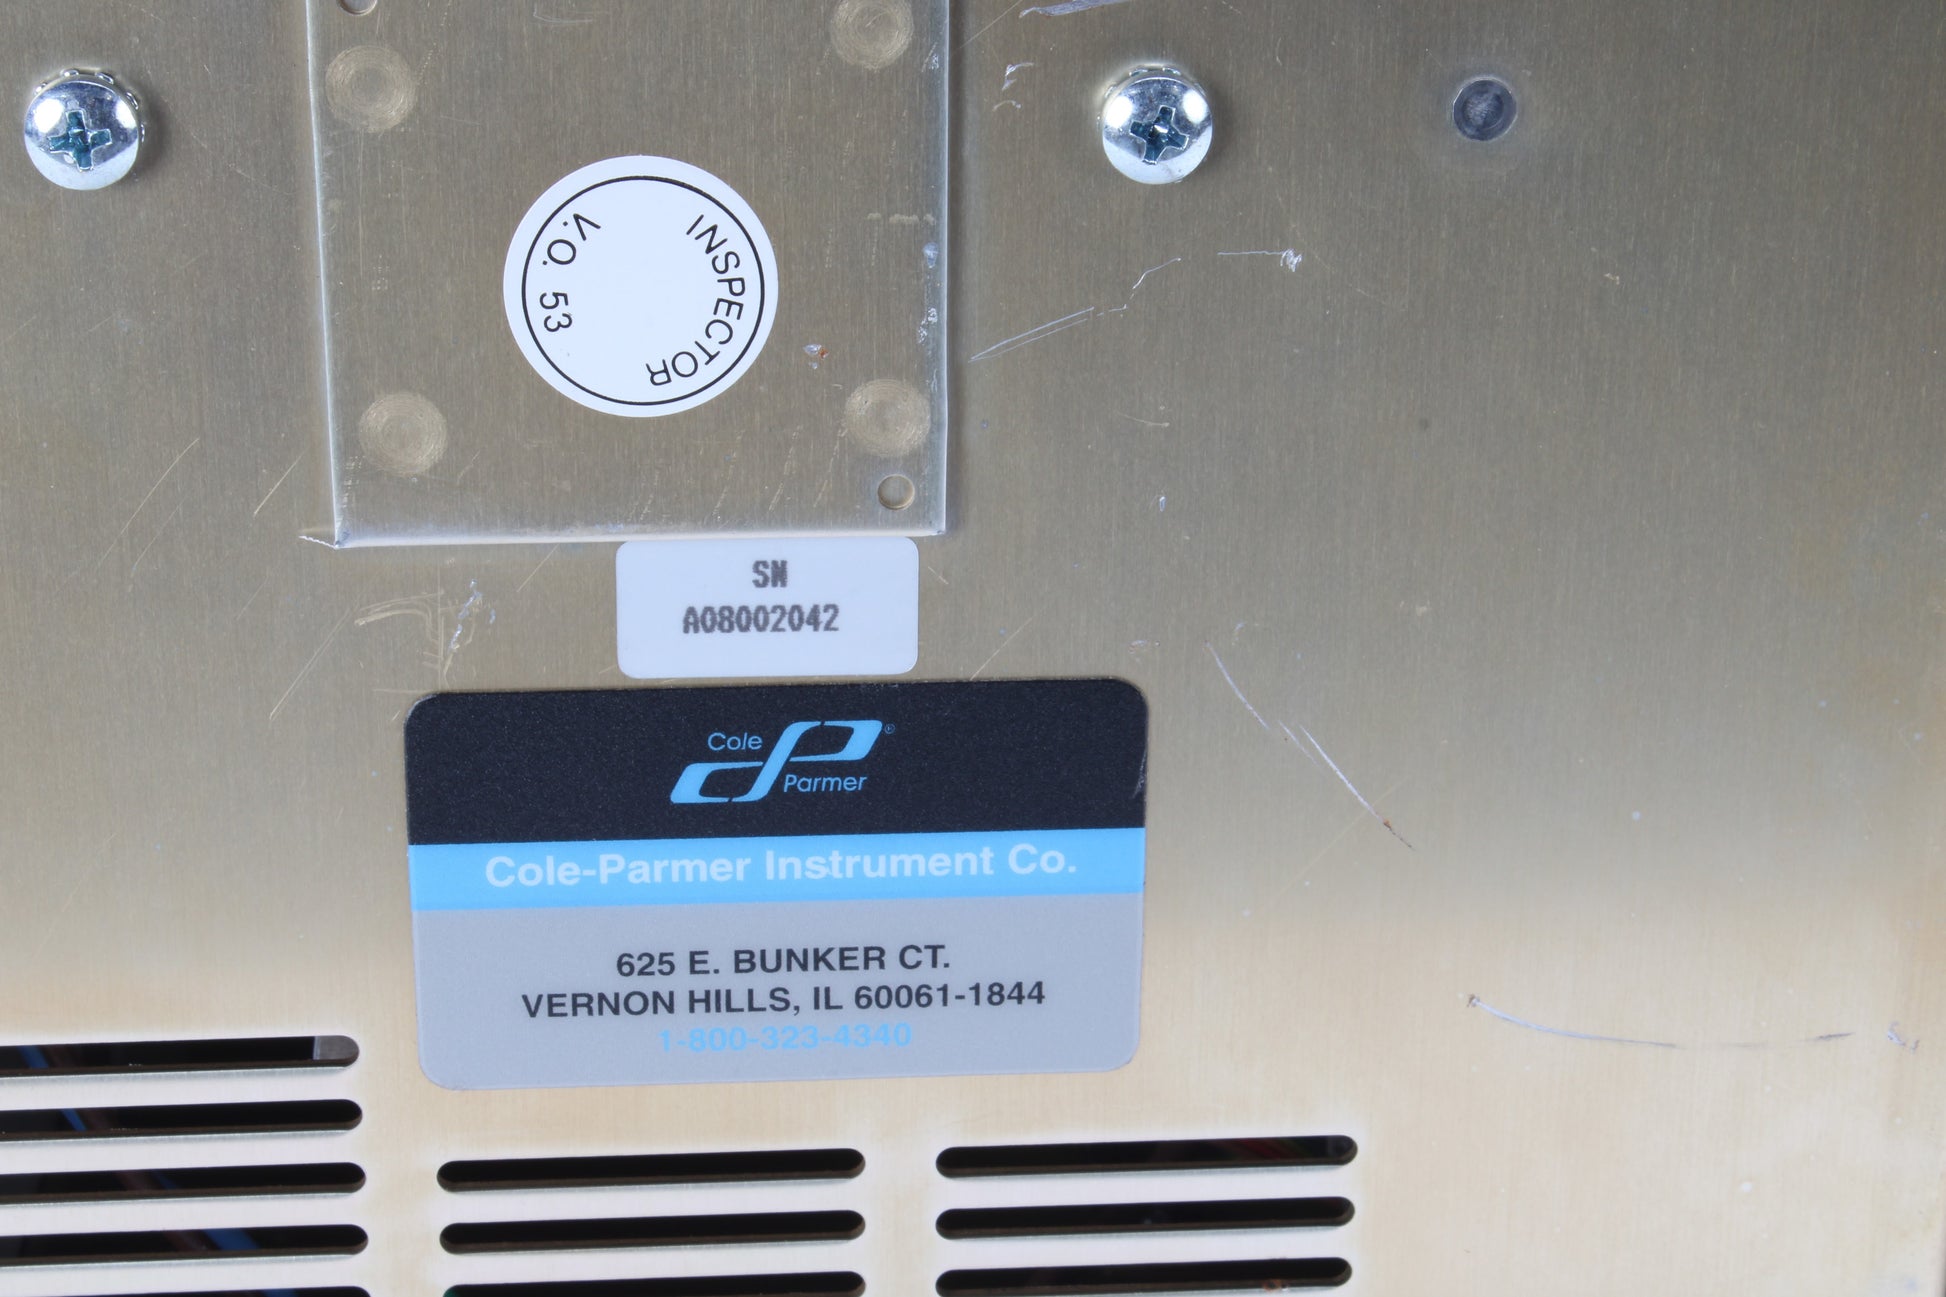 INSPECTOR
V.O. 53
SN
A08002042
Cole
Parmer
®
Cole-Parmer Instrument Co.
625 E. BUNKER CT.
VERNON HILLS, IL 60061-1844
1-800-323-4340